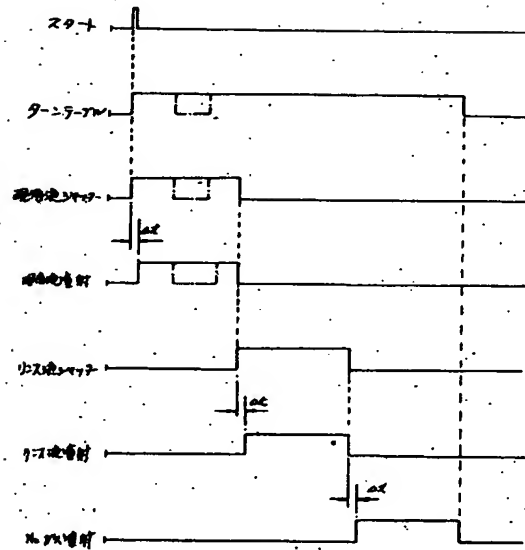 スタート
ターンテーブル
現像液シャッター
Δt
現像液噴射
リンス液シャッター
Δt
リンス液噴射
Δt
N₂ガス噴射